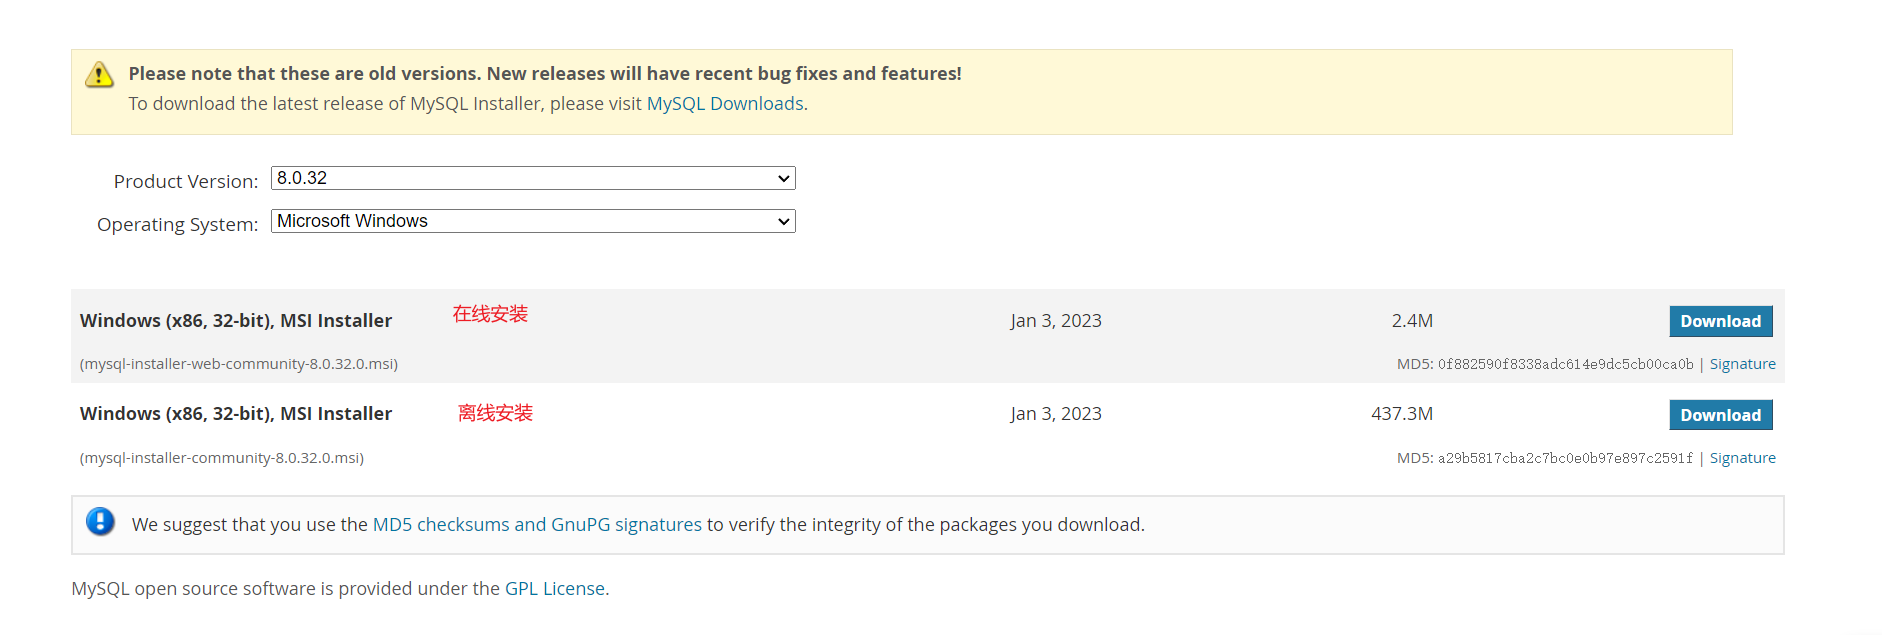 Please note that these are old versions. New releases will have recent bug fixes and features!
To download the latest release of MySQL Installer, please visit MySQL Downloads.
Product Version: 8.0.32
Operating System: Microsoft Windows
Windows (x86, 32-bit), MSI Installer 在线安装 Jan 3, 2023 2.4M Download
(mysql-installer-web-community-8.0.32.0.msi) MD5: 0f882590f8338adc614e9dc5cb00ca0b | Signature
Windows (x86, 32-bit), MSI Installer 离线安装 Jan 3, 2023 437.3M Download
(mysql-installer-community-8.0.32.0.msi) MD5: a29b5817cba2c7bc0e0b97e897c2591f | Signature
We suggest that you use the MD5 checksums and GnuPG signatures to verify the integrity of the packages you download.
MySQL open source software is provided under the GPL License.